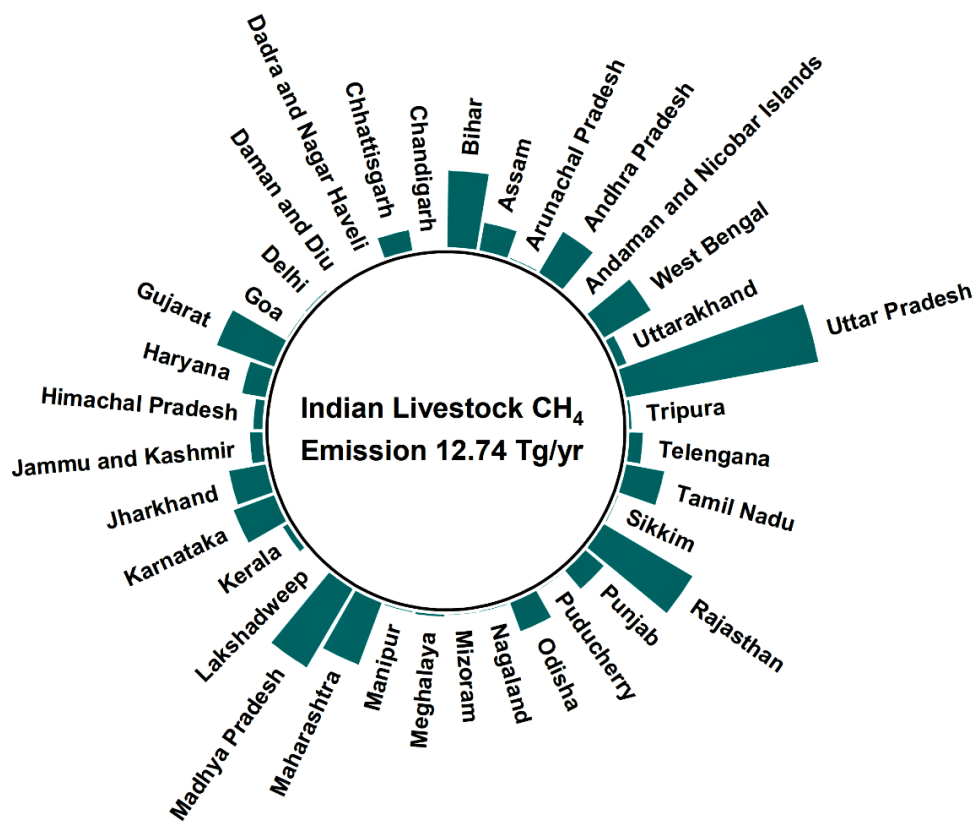 Bihar
Assam
Arunachal Pradesh
Andhra Pradesh
Andaman and Nicobar Islands
West Bengal
Uttarakhand
Uttar Pradesh
Tripura
Telengana
Tamil Nadu
Sikkim
Rajasthan
Punjab
Puducherry
Odisha
Nagaland
Mizoram
Meghalaya
Manipur
Maharashtra
Madhya Pradesh
Lakshadweep
Kerala
Karnataka
Jharkhand
Jammu and Kashmir
Himachal Pradesh
Haryana
Gujarat
Goa
Delhi
Daman and Diu
Dadra and Nagar Haveli
Chhattisgarh
Chandigarh
Indian Livestock CH₄
Emission 12.74 Tg/yr